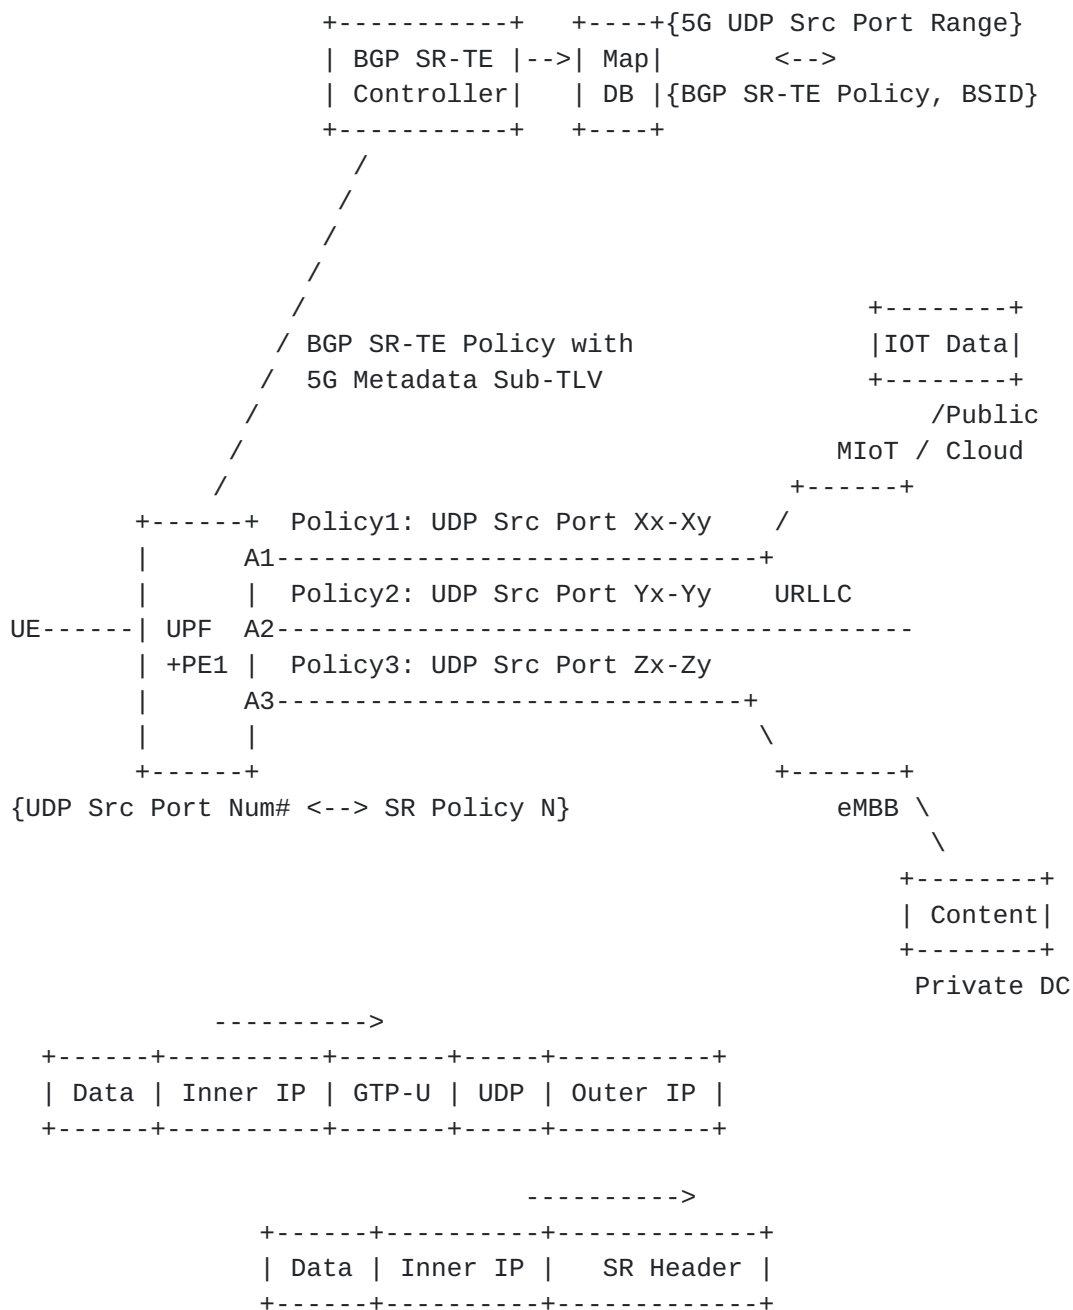 +-----------+   +----+{5G UDP Src Port Range}
| BGP SR-TE |-->| Map|       <-->
| Controller|   | DB |{BGP SR-TE Policy, BSID}
+-----------+   +----+
/
/
/
/
/                                    +--------+
/ BGP SR-TE Policy with               |IOT Data|
/  5G Metadata Sub-TLV                 +--------+
/                                           /Public
/                                      MIoT / Cloud
/                                    +------+
+------+  Policy1: UDP Src Port Xx-Xy    /
|      A1-------------------------------+
|      |  Policy2: UDP Src Port Yx-Yy    URLLC
UE------| UPF  A2-----------------------------------------
| +PE1 |  Policy3: UDP Src Port Zx-Zy
|      A3------------------------------+
|      |                                \
+------+                                 +-------+
{UDP Src Port Num# <--> SR Policy N}                 eMBB \
\
+--------+
| Content|
+--------+
Private DC
---------->
+------+----------+-------+-----+----------+
| Data | Inner IP | GTP-U | UDP | Outer IP |
+------+----------+-------+-----+----------+
---------->
+------+----------+-------------+
| Data | Inner IP |   SR Header |
+------+----------+-------------+